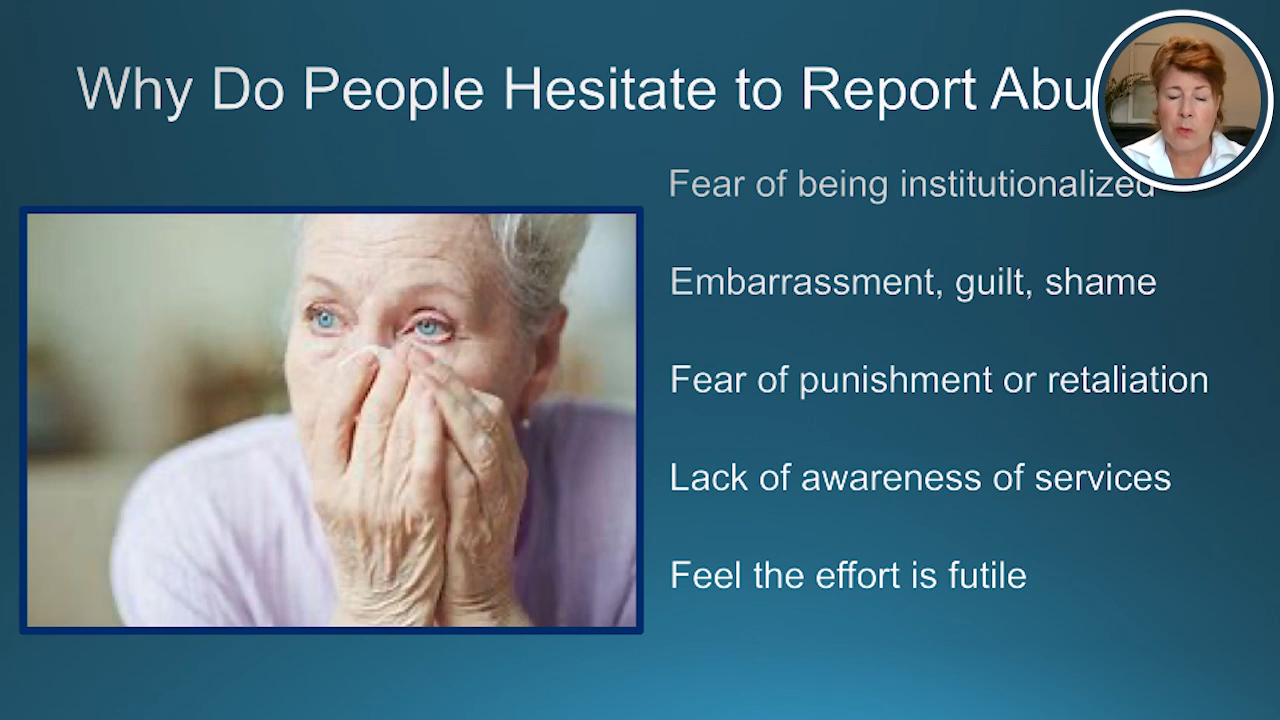 Why Do People Hesitate to Report Abu
Fear of being institutionalized
Embarrassment, guilt, shame
Fear of punishment or retaliation
Lack of awareness of services
Feel the effort is futile